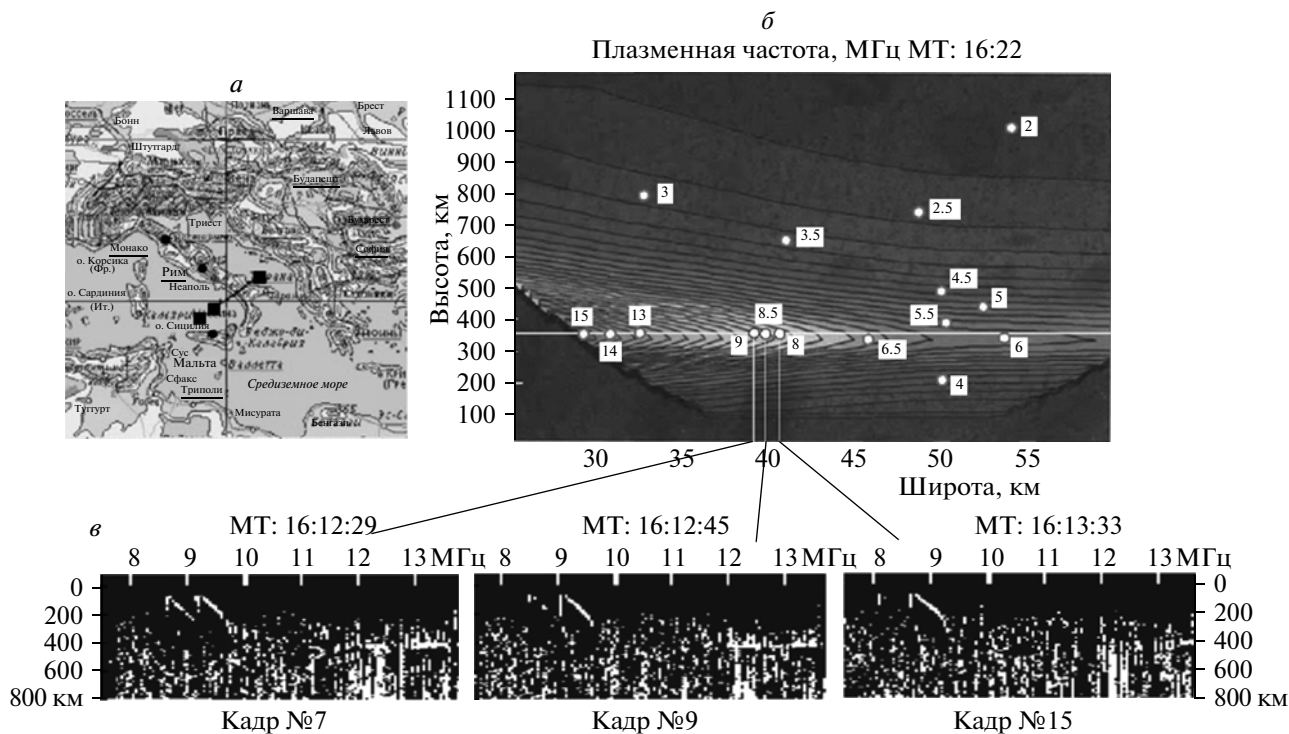 а
Бонн
Варшава
Брест
Львов
Штутгардт
Будапешт
Бухарест
София
Триест
Монако
о. Корсика
(Фр.)
Рим
Неаполь
о. Сардиния
(Ит.)
о. Сицилия
Сус
Мальта
Сфакс
Триполи
Средиземное море
Туггурт
Мисурата
Бенгази
б
Плазменная частота, МГц МТ: 16:22
Высота, км
1100
1000
900
800
700
600
500
400
300
200
100
2
3
2.5
3.5
4.5
5
5.5
15
13
8.5
14
9
8
6.5
6
4
30 35 40 45 50 55
Широта, км
в
МТ: 16:12:29
8 9 10 11 12 13 МГц
0
200
400
600
800 км
Кадр №7
МТ: 16:12:45
8 9 10 11 12 13 МГц
Кадр №9
МТ: 16:13:33
8 9 10 11 12 13 МГц
0
200
400
600
800 км
Кадр №15